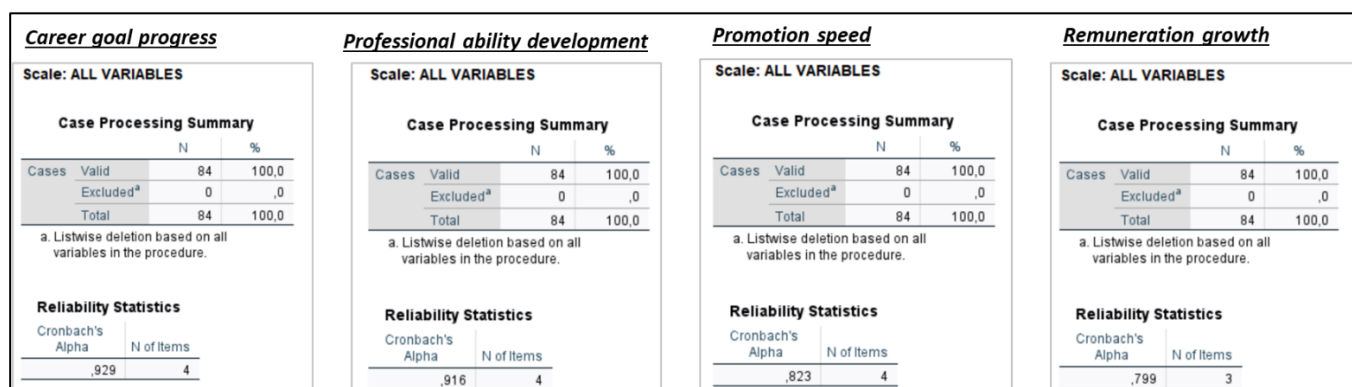 Career goal progress
Scale: ALL VARIABLES
Case Processing Summary
N %
Cases Valid 84 100,0
Excludedª 0 ,0
Total 84 100,0
a. Listwise deletion based on all
variables in the procedure.
Reliability Statistics
Cronbach's
Alpha N of Items
,929 4
Professional ability development
Scale: ALL VARIABLES
Case Processing Summary
N %
Cases Valid 84 100,0
Excludedª 0 ,0
Total 84 100,0
a. Listwise deletion based on all
variables in the procedure.
Reliability Statistics
Cronbach's
Alpha N of Items
,916 4
Promotion speed
Scale: ALL VARIABLES
Case Processing Summary
N %
Cases Valid 84 100,0
Excludedª 0 ,0
Total 84 100,0
a. Listwise deletion based on all
variables in the procedure.
Reliability Statistics
Cronbach's
Alpha N of Items
,823 4
Remuneration growth
Scale: ALL VARIABLES
Case Processing Summary
N %
Cases Valid 84 100,0
Excludedª 0 ,0
Total 84 100,0
a. Listwise deletion based on all
variables in the procedure.
Reliability Statistics
Cronbach's
Alpha N of Items
,799 3